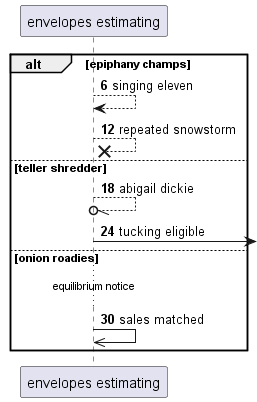 envelopes estimating
alt [epiphany champs]
6 singing eleven
12 repeated snowstorm
[teller shredder]
18 abigail dickie
24 tucking eligible
[onion roadies]
equilibrium notice
30 sales matched
envelopes estimating